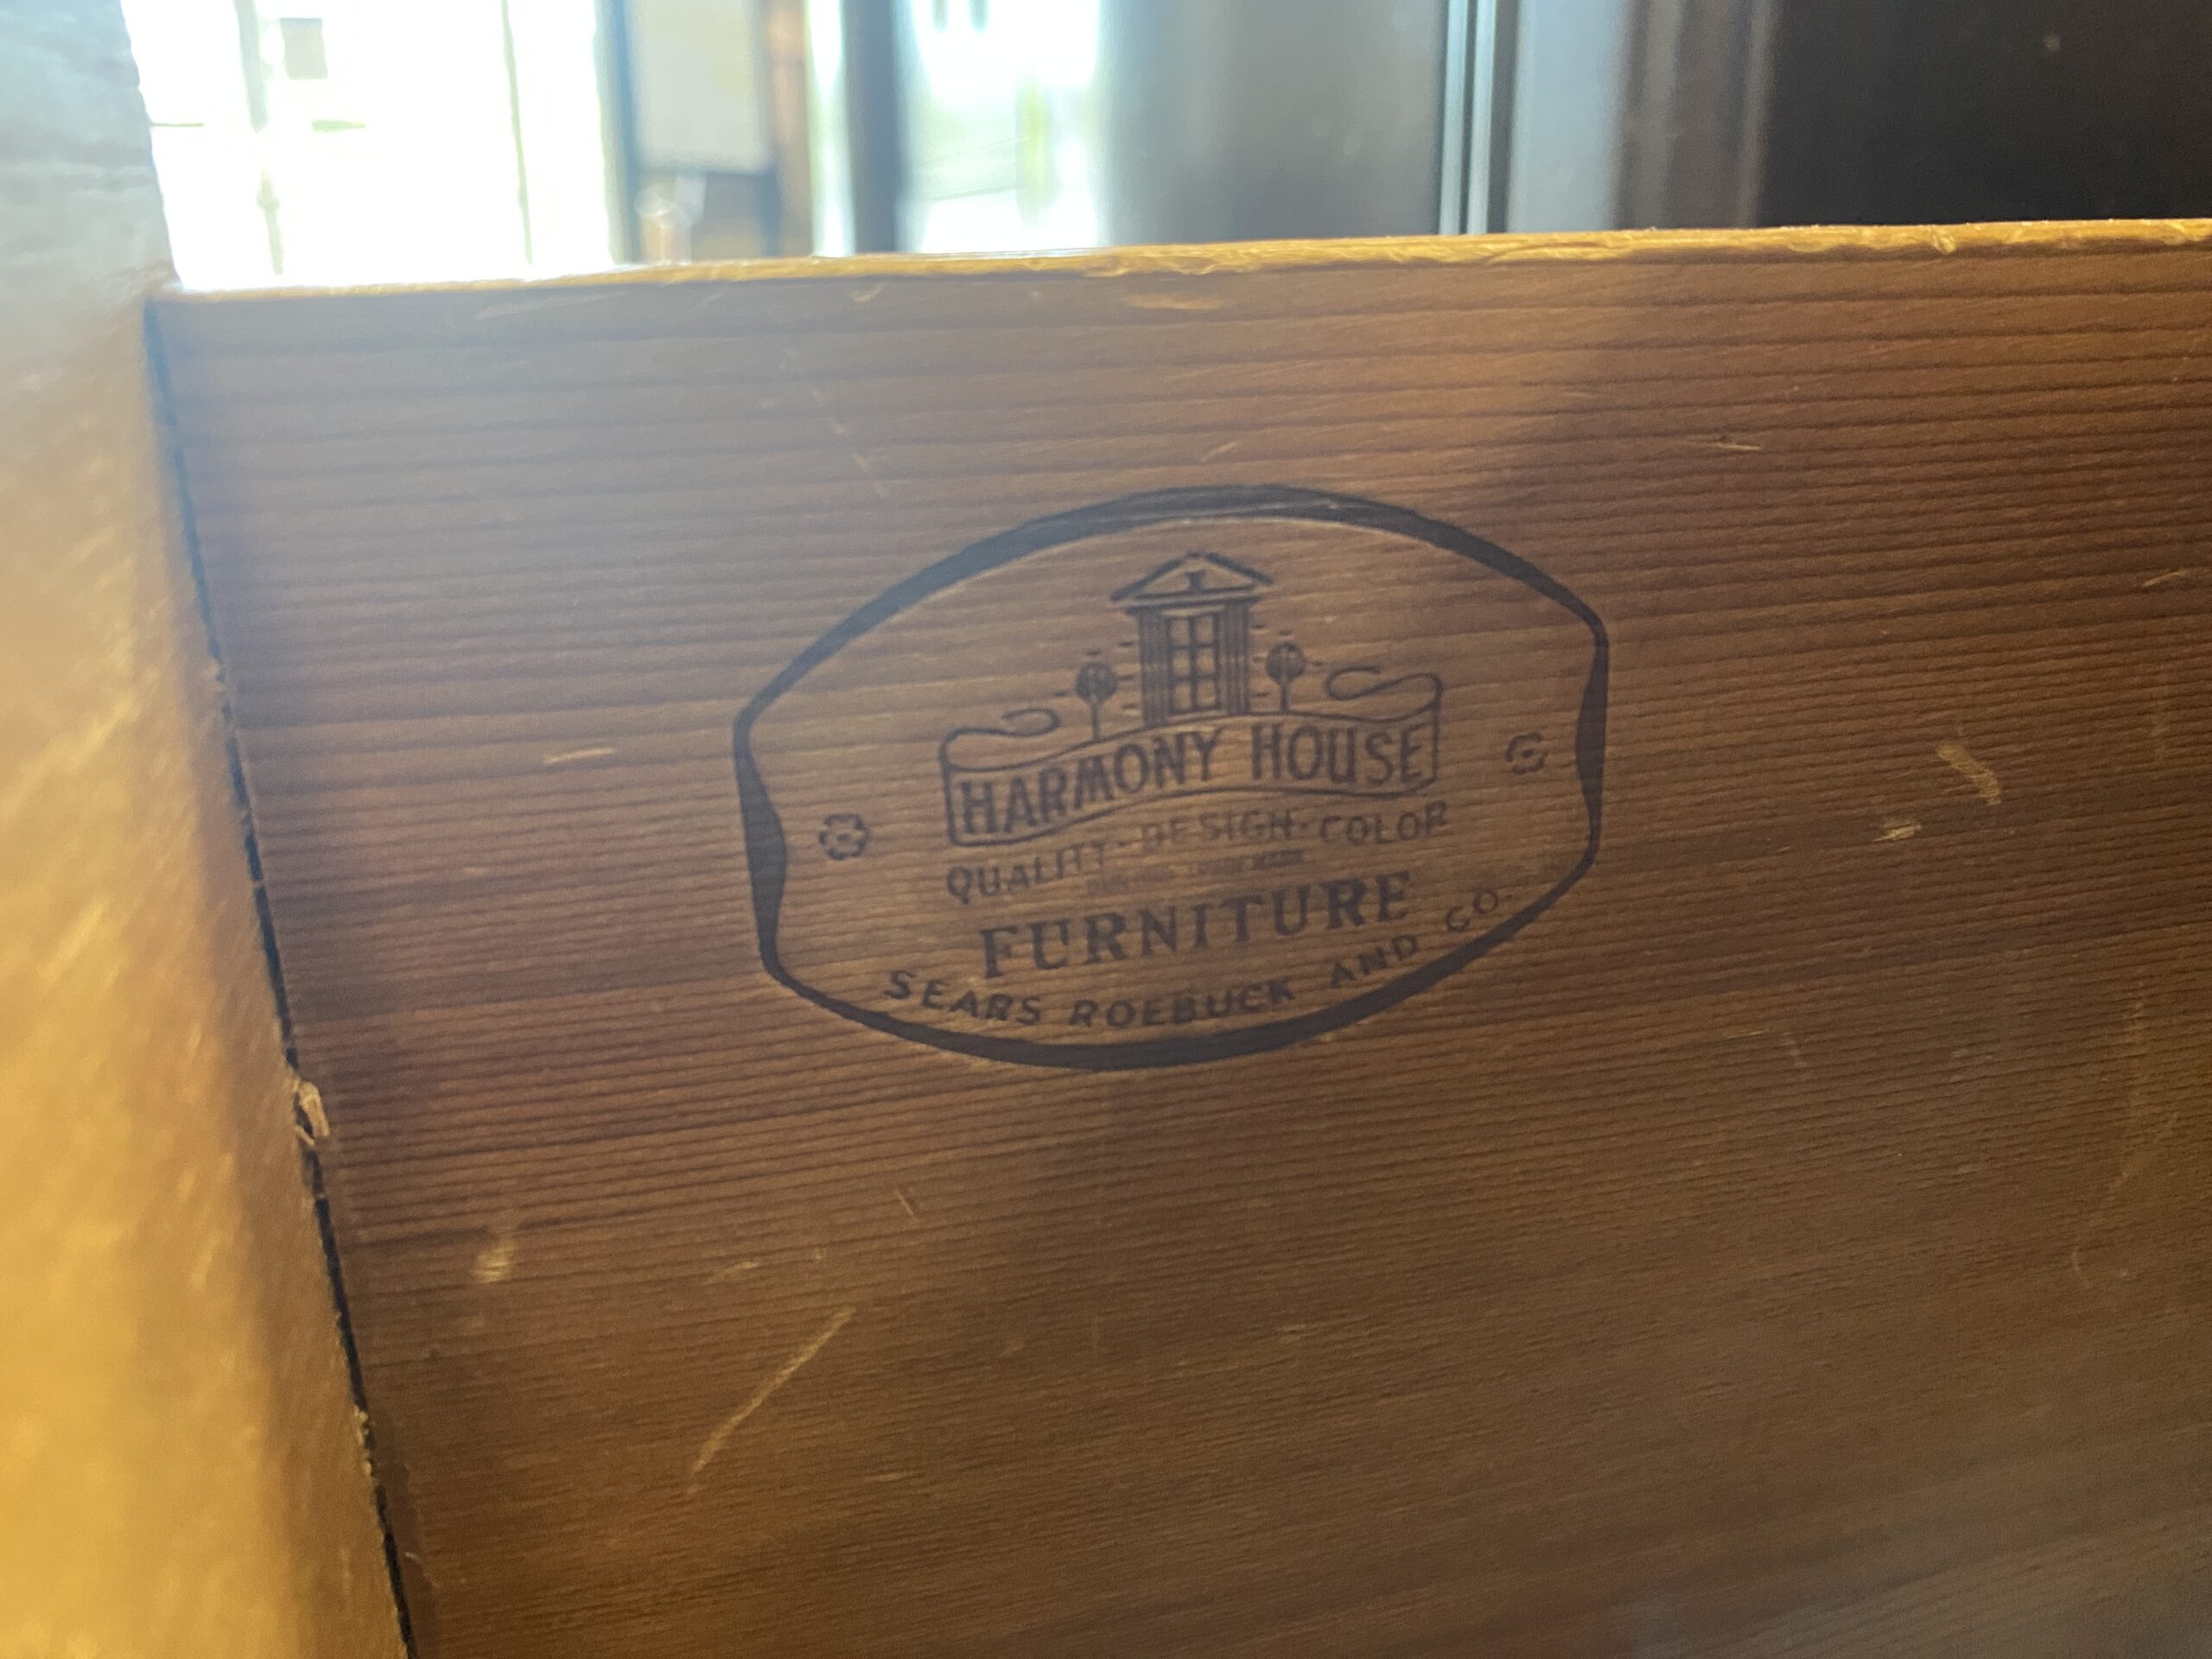 HARMONY HOUSE
QUALITY-DESIGN-COLOR
FURNITURE
SEARS ROEBUCK AND CO.